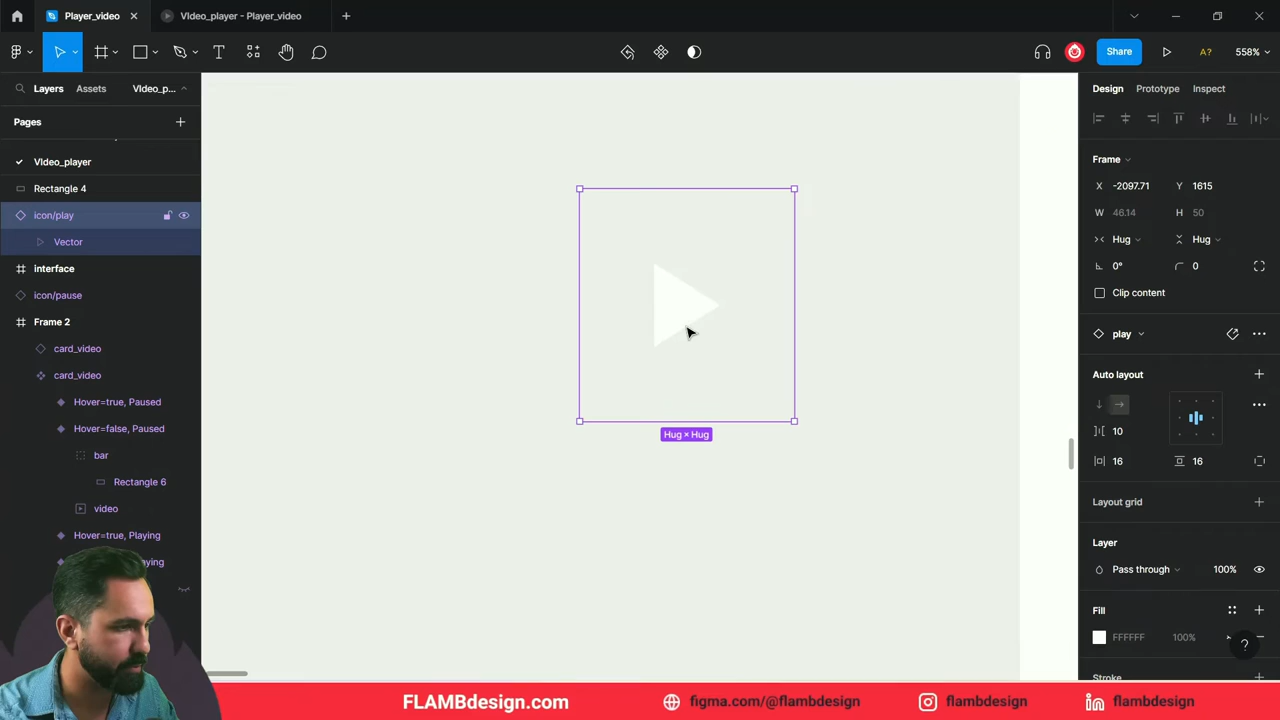 Player_video
VIdeo_player - Player_video
Share
A?
558%
Layers
Assets
VIdeo_p...
Design
Prototype
Inspect
Pages
VIdeo_player
Rectangle 4
icon/play
Vector
interface
icon/pause
Frame 2
card_video
card_video
Hover=true, Paused
Hover=false, Paused
bar
Rectangle 6
video
Hover=true, Playing
Hug × Hug
Frame
X -2097.71 Y 1615
W 46.14 H 50
Hug Hug
0° 0
Clip content
play
Auto layout
10
16 16
Layout grid
Layer
Pass through 100%
Fill
FFFFFF 100%
?
Stroke
FLAMBdesign.com
figma.com/@flambdesign
flambdesign
flambdesign